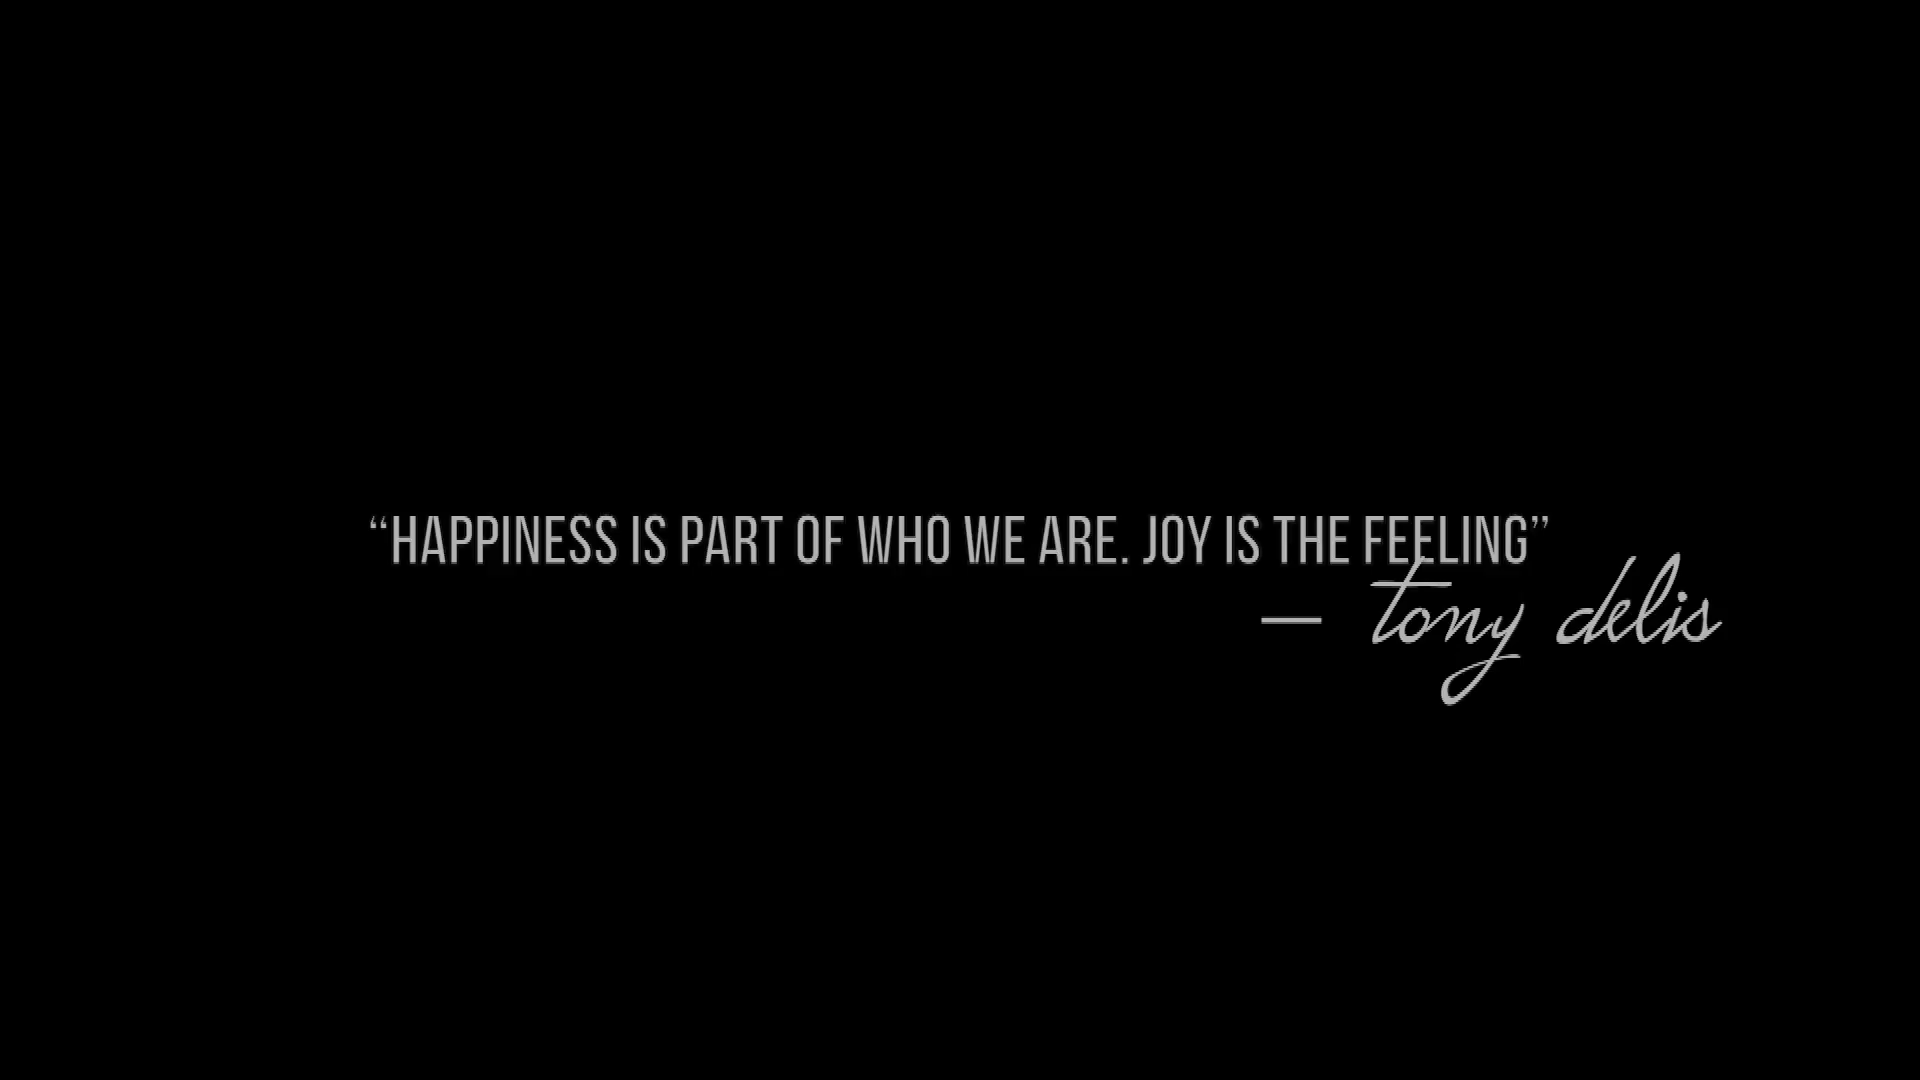 “HAPPINESS IS PART OF WHO WE ARE. JOY IS THE FEELING”
— tony delis